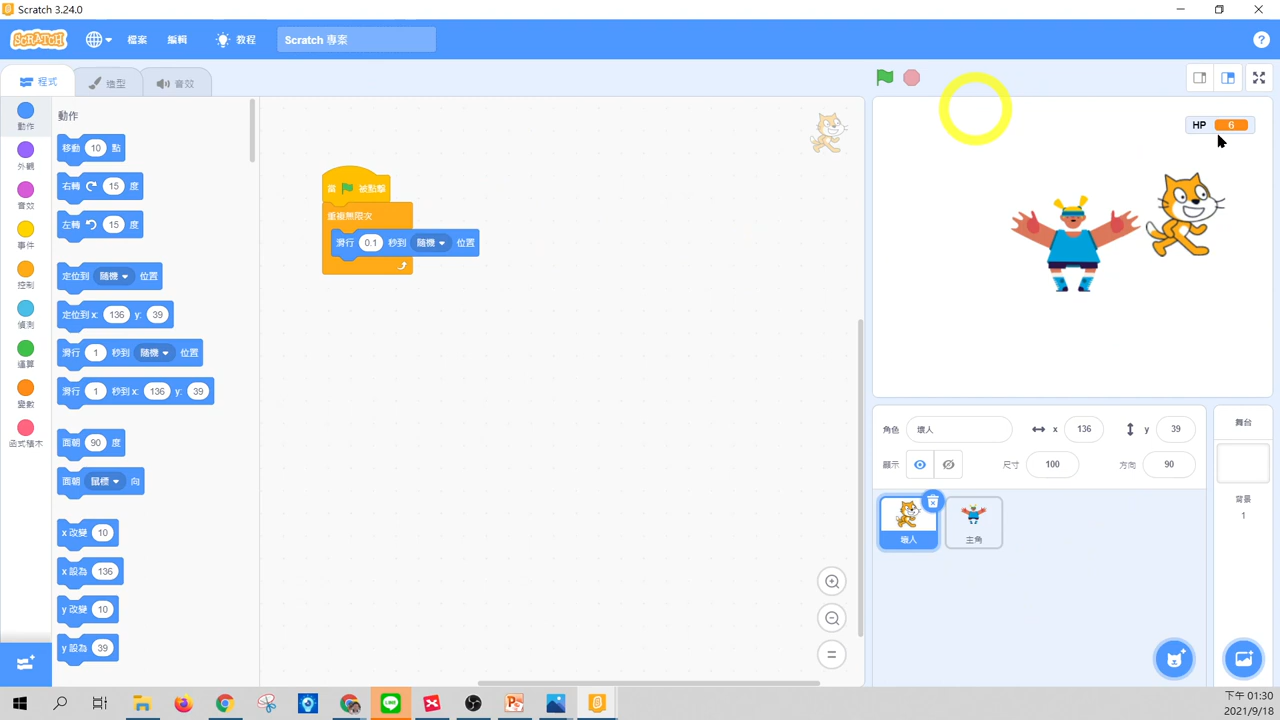 Scratch 3.24.0
SCRATCH
檔案
編輯
教程
Scratch 專案
程式
造型
音效
動作
外觀
音效
事件
控制
偵測
運算
變數
函式積木
動作
移動 10 點
右轉 15 度
左轉 15 度
定位到 隨機 位置
定位到 x: 136 y: 39
滑行 1 秒到 隨機 位置
滑行 1 秒到 x: 136 y: 39
面朝 90 度
面朝 鼠標 向
x 改變 10
x 設為 136
y 改變 10
y 設為 39
當 被點擊
重複無限次
滑行 0.1 秒到 隨機 位置
HP 6
角色 壞人 x 136 y 39
顯示 尺寸 100 方向 90
壞人
主角
舞台
背景
1
LINE
下午 01:30
2021/9/18